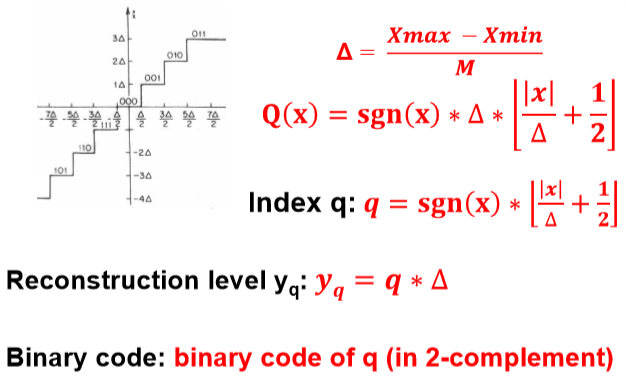 x̂
3Δ
011
2Δ
010
1Δ
001
000
-7Δ/2 -5Δ/2 -3Δ/2 -Δ/2 Δ/2 3Δ/2 5Δ/2 7Δ/2
111
110
-2Δ
101
-3Δ
-4Δ
Δ = (Xmax − Xmin)/M
Q(x) = sgn(x) * Δ * ⌊|x|/Δ + 1/2⌋
Index q: q = sgn(x) * ⌊|x|/Δ + 1/2⌋
Reconstruction level y_q: y_q = q * Δ
Binary code: binary code of q (in 2-complement)